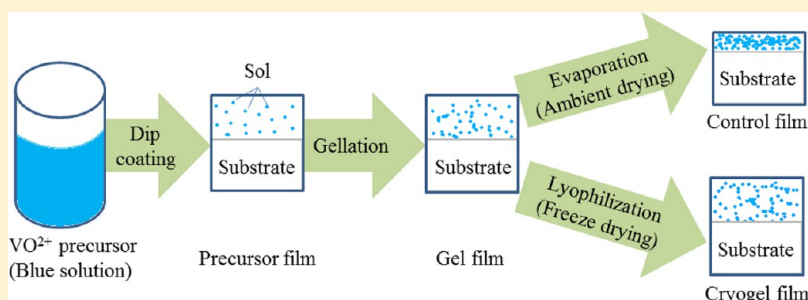 VO²⁺ precursor
(Blue solution)
Dip
coating
Sol
Substrate
Precursor film
Gellation
Substrate
Gel film
Evaporation
(Ambient drying)
Substrate
Control film
Lyophilization
(Freeze drying)
Substrate
Cryogel film